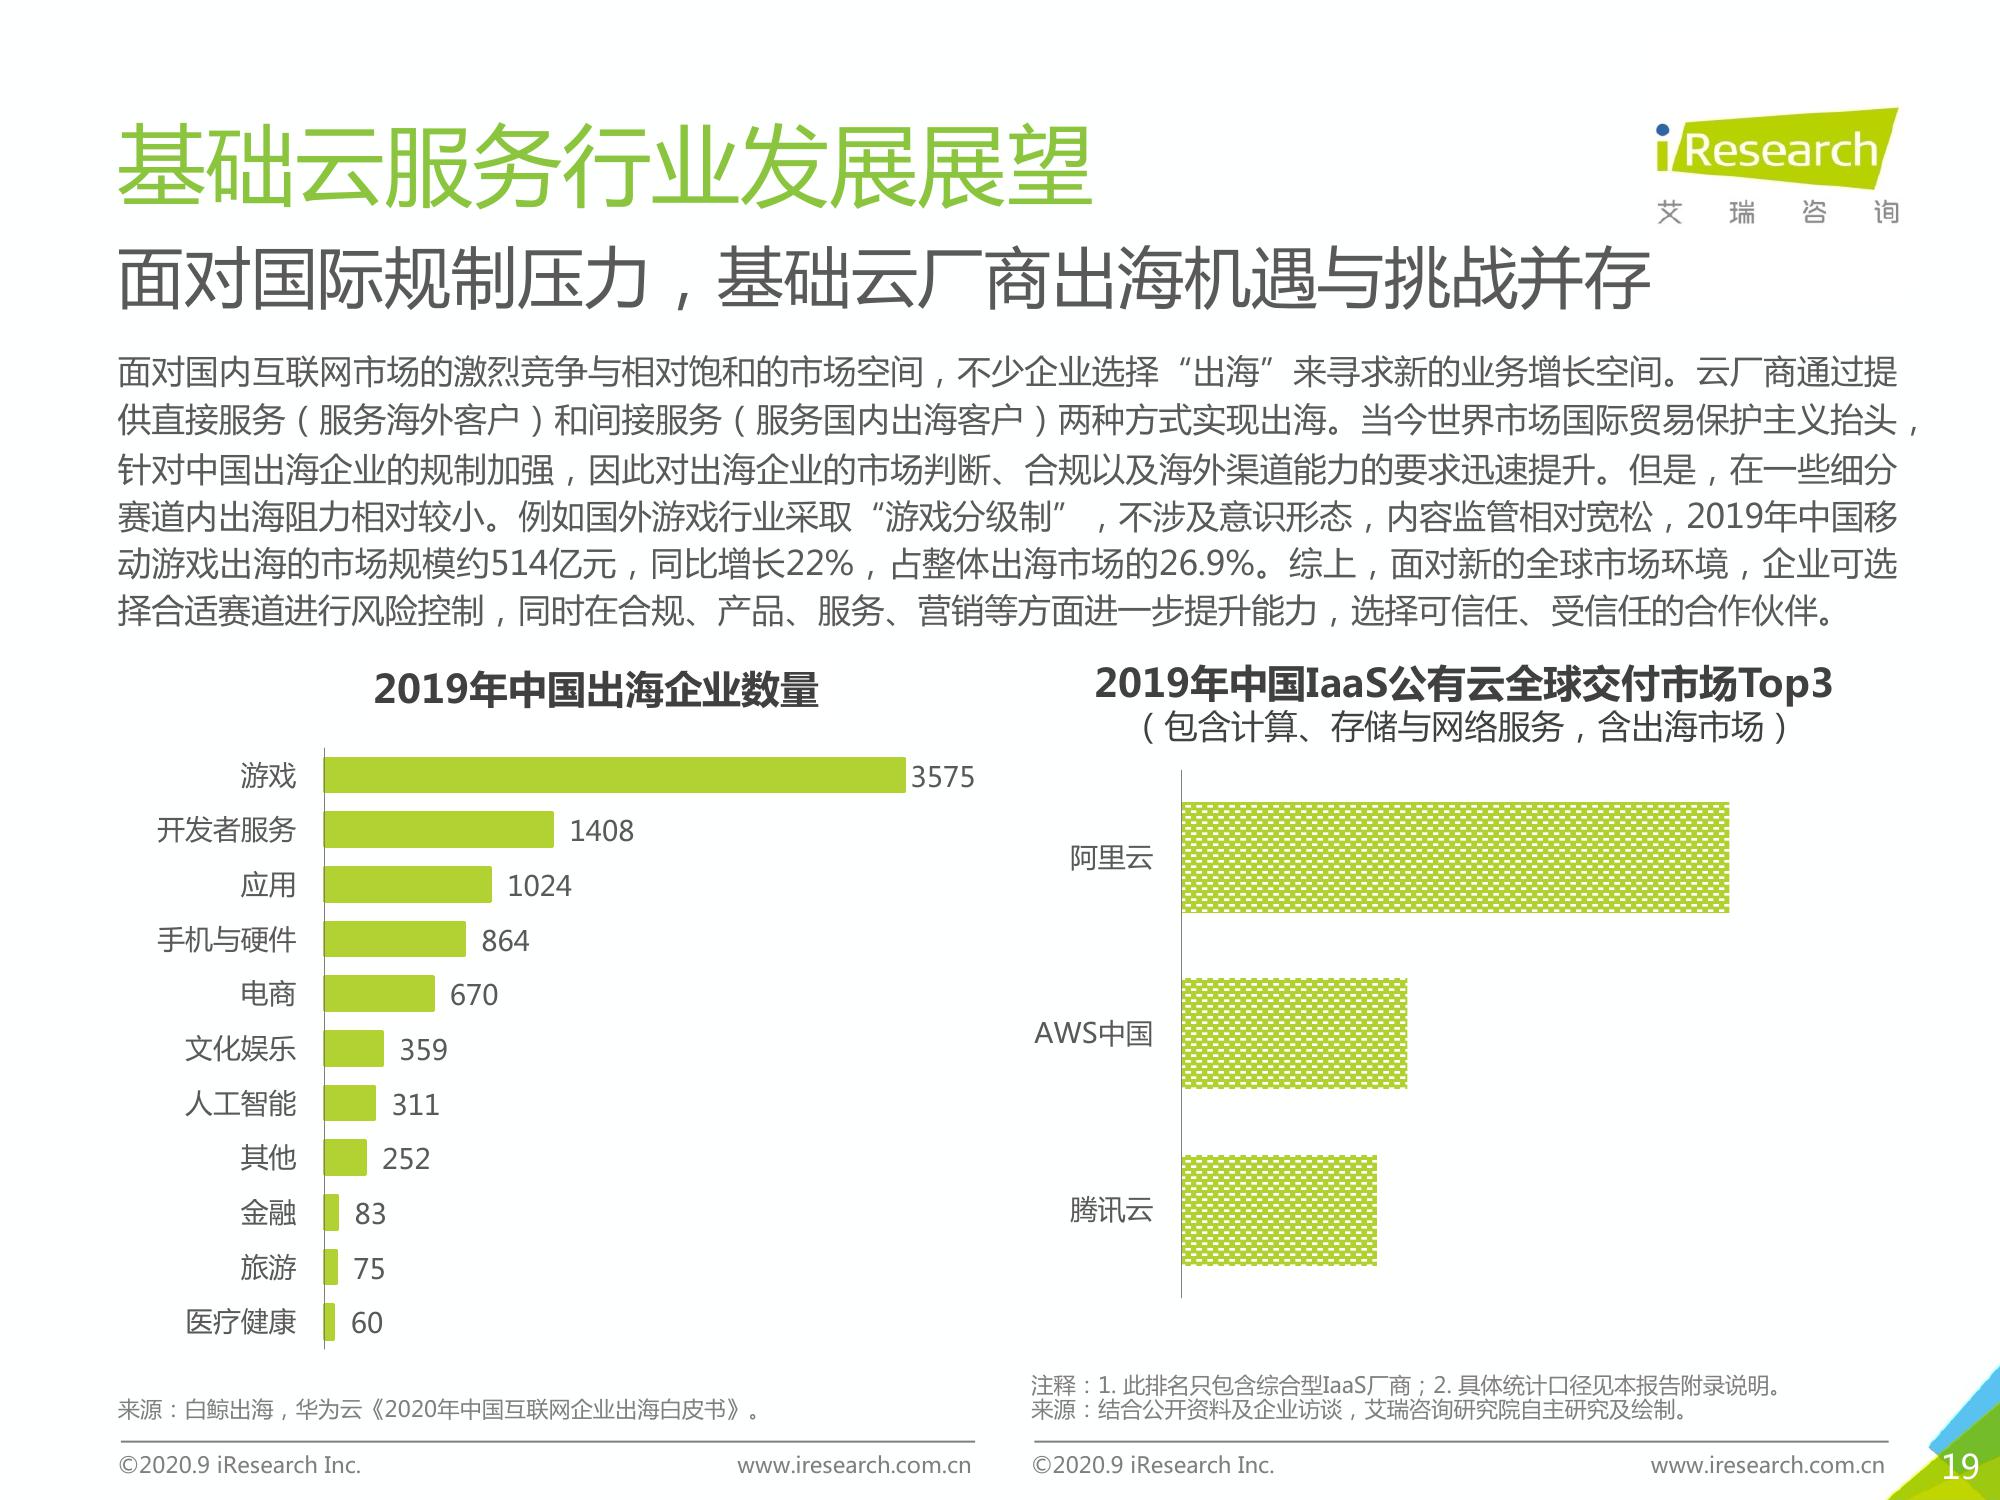 基础云服务行业发展展望
iResearch
艾瑞咨询
面对国际规制压力，基础云厂商出海机遇与挑战并存
面对国内互联网市场的激烈竞争与相对饱和的市场空间，不少企业选择“出海”来寻求新的业务增长空间。云厂商通过提
供直接服务（服务海外客户）和间接服务（服务国内出海客户）两种方式实现出海。当今世界市场国际贸易保护主义抬头，
针对中国出海企业的规制加强，因此对出海企业的市场判断、合规以及海外渠道能力的要求迅速提升。但是，在一些细分
赛道内出海阻力相对较小。例如国外游戏行业采取“游戏分级制”，不涉及意识形态，内容监管相对宽松，2019年中国移
动游戏出海的市场规模约514亿元，同比增长22%，占整体出海市场的26.9%。综上，面对新的全球市场环境，企业可选
择合适赛道进行风险控制，同时在合规、产品、服务、营销等方面进一步提升能力，选择可信任、受信任的合作伙伴。
2019年中国出海企业数量
游戏 3575
开发者服务 1408
应用 1024
手机与硬件 864
电商 670
文化娱乐 359
人工智能 311
其他 252
金融 83
旅游 75
医疗健康 60
来源：白鲸出海，华为云《2020年中国互联网企业出海白皮书》。
©2020.9 iResearch Inc. www.iresearch.com.cn
2019年中国IaaS公有云全球交付市场Top3
（包含计算、存储与网络服务，含出海市场）
阿里云
AWS中国
腾讯云
注释：1. 此排名只包含综合型IaaS厂商；2. 具体统计口径见本报告附录说明。
来源：结合公开资料及企业访谈，艾瑞咨询研究院自主研究及绘制。
©2020.9 iResearch Inc. www.iresearch.com.cn
19